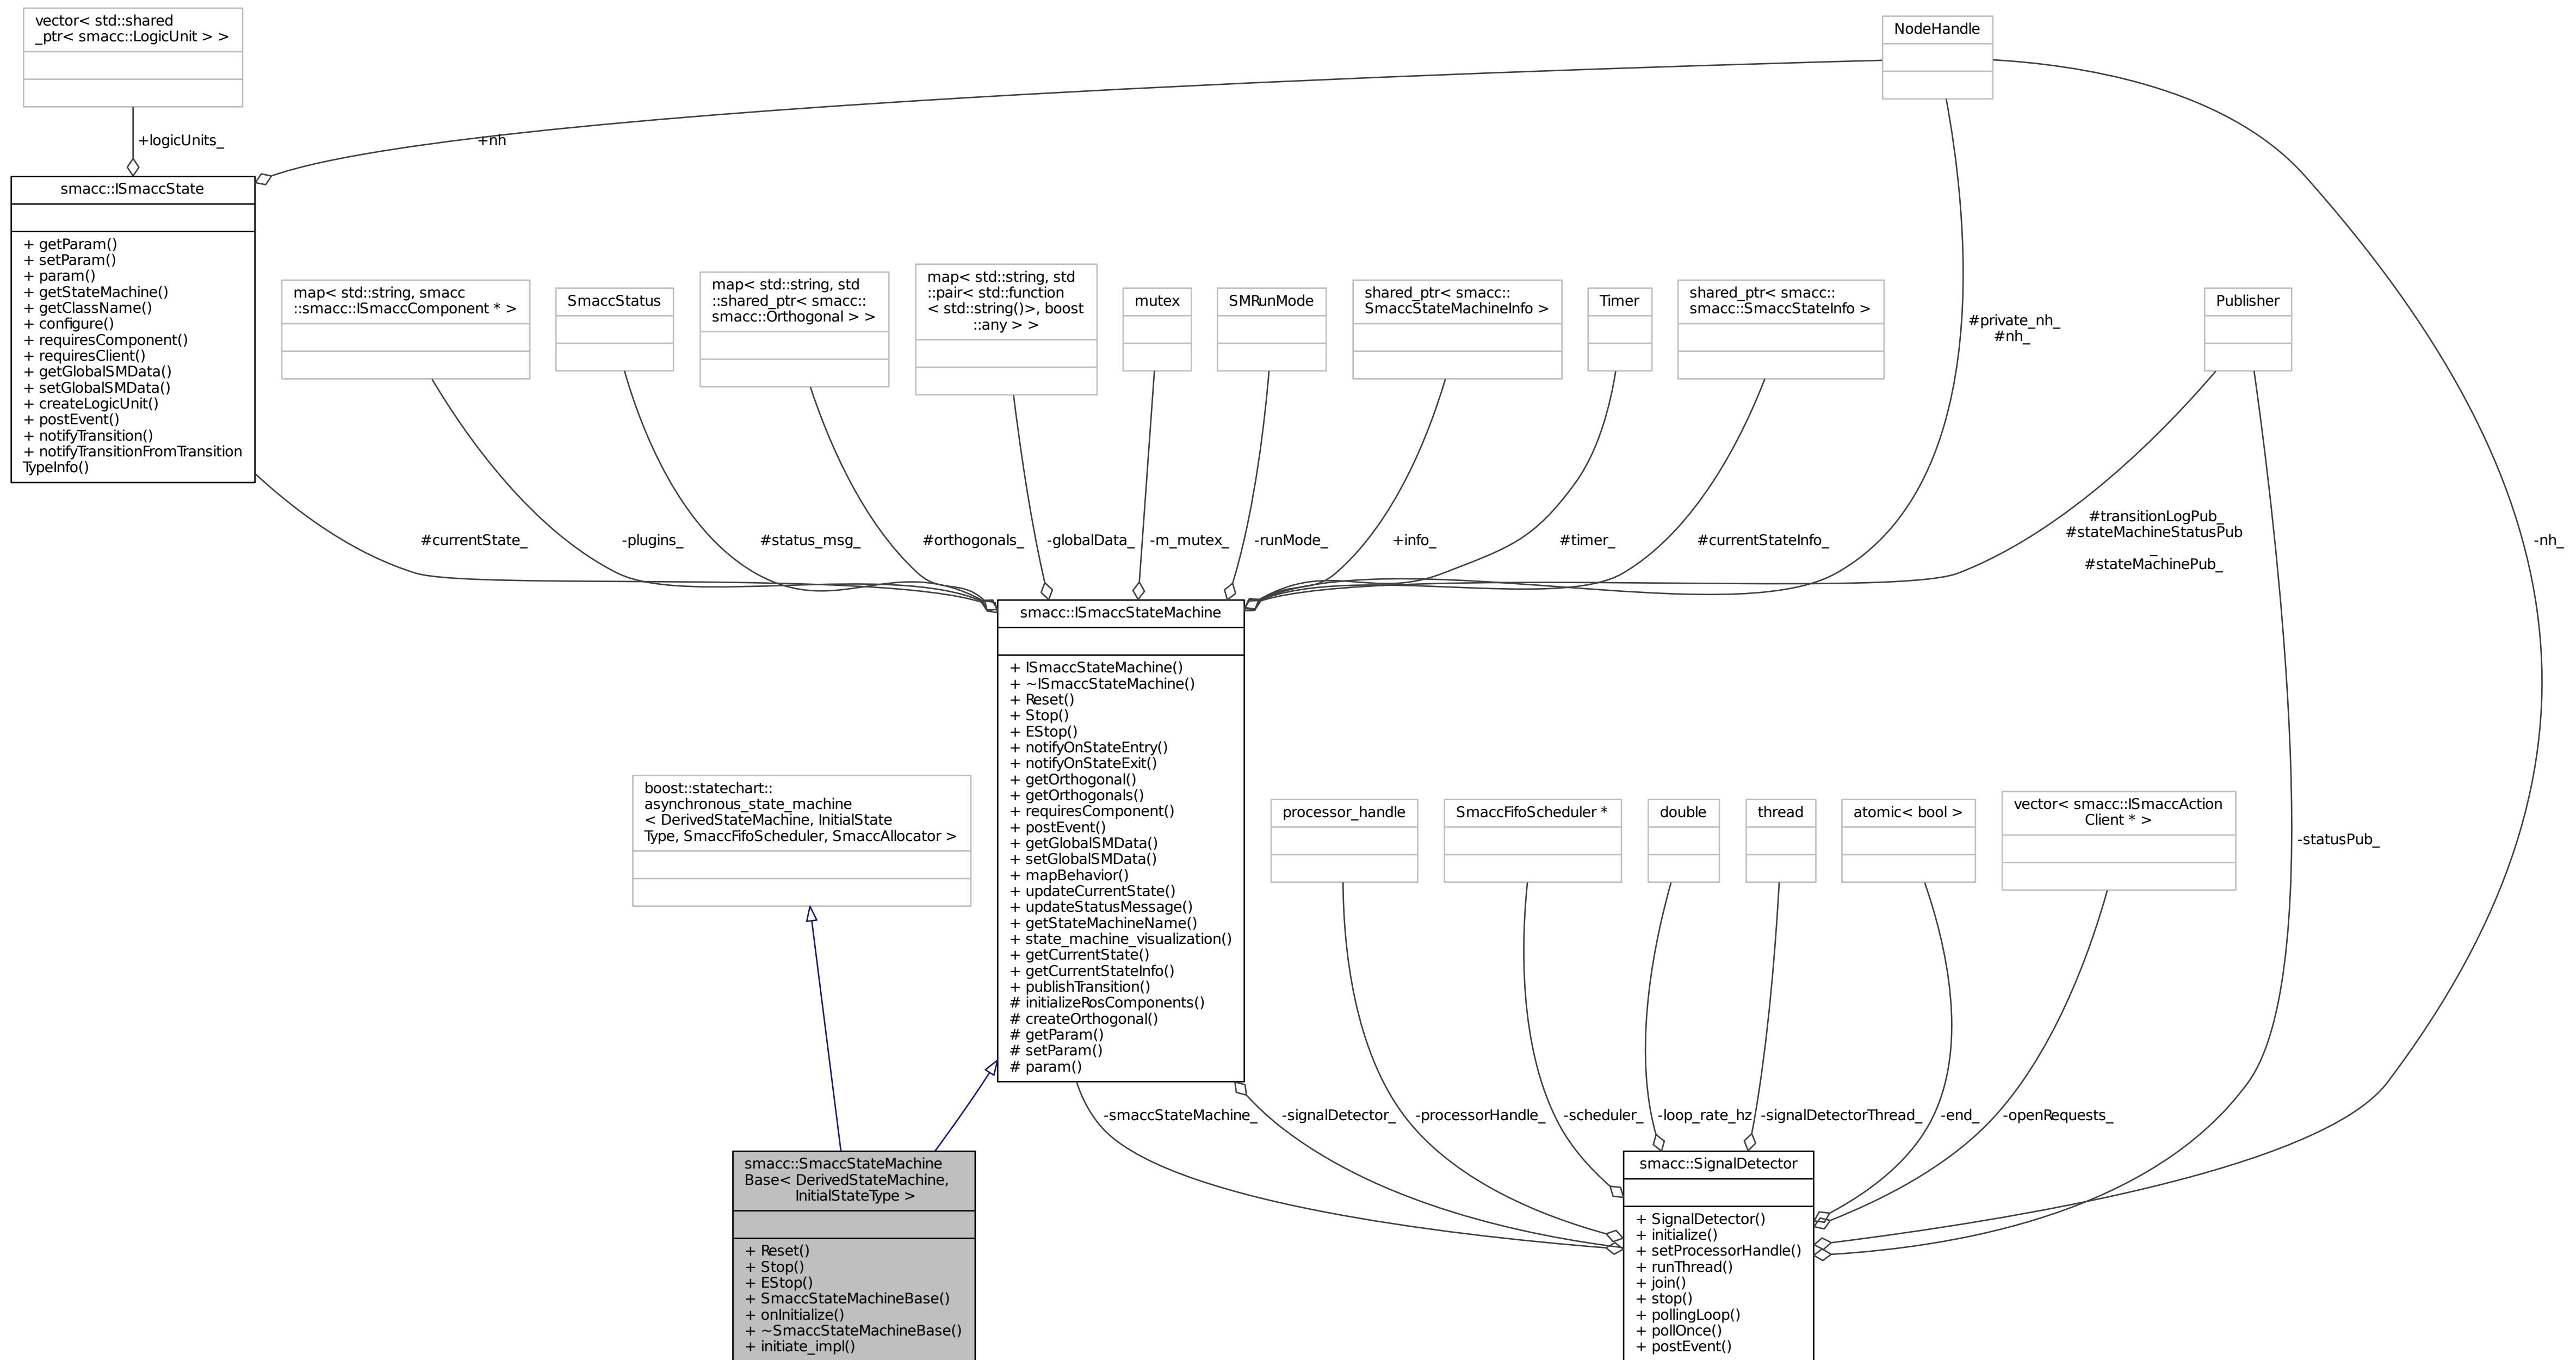 vector< std::shared
_ptr< smacc::LogicUnit > >
NodeHandle
+logicUnits_
+nh
smacc::ISmaccState
+ getParam()
+ setParam()
+ param()
+ getStateMachine()
+ getClassName()
+ configure()
+ requiresComponent()
+ requiresClient()
+ getGlobalSMData()
+ setGlobalSMData()
+ createLogicUnit()
+ postEvent()
+ notifyTransition()
+ notifyTransitionFromTransition
TypeInfo()
map< std::string, smacc
::smacc::ISmaccComponent * >
SmaccStatus
map< std::string, std
::shared_ptr< smacc::
smacc::Orthogonal > >
map< std::string, std
::pair< std::function
< std::string()>, boost
::any > >
mutex
SMRunMode
shared_ptr< smacc::
SmaccStateMachineInfo >
Timer
shared_ptr< smacc::
smacc::SmaccStateInfo >
#private_nh_
#nh_
Publisher
#currentState_
-plugins_
#status_msg_
#orthogonals_
-globalData_
-m_mutex_
-runMode_
+info_
#timer_
#currentStateInfo_
#transitionLogPub_
#stateMachineStatusPub
_
#stateMachinePub_
-nh_
smacc::ISmaccStateMachine
+ ISmaccStateMachine()
+ ~ISmaccStateMachine()
+ Reset()
+ Stop()
+ EStop()
+ notifyOnStateEntry()
+ notifyOnStateExit()
+ getOrthogonal()
+ getOrthogonals()
+ requiresComponent()
+ postEvent()
+ getGlobalSMData()
+ setGlobalSMData()
+ mapBehavior()
+ updateCurrentState()
+ updateStatusMessage()
+ getStateMachineName()
+ state_machine_visualization()
+ getCurrentState()
+ getCurrentStateInfo()
+ publishTransition()
# initializeRosComponents()
# createOrthogonal()
# getParam()
# setParam()
# param()
boost::statechart::
asynchronous_state_machine
< DerivedStateMachine, InitialState
Type, SmaccFifoScheduler, SmaccAllocator >
processor_handle
SmaccFifoScheduler *
double
thread
atomic< bool >
vector< smacc::ISmaccAction
Client * >
-statusPub_
-smaccStateMachine_
-signalDetector_
-processorHandle_
-scheduler_
-loop_rate_hz
-signalDetectorThread_
-end_
-openRequests_
smacc::SmaccStateMachine
Base< DerivedStateMachine,
InitialStateType >
+ Reset()
+ Stop()
+ EStop()
+ SmaccStateMachineBase()
+ onInitialize()
+ ~SmaccStateMachineBase()
+ initiate_impl()
smacc::SignalDetector
+ SignalDetector()
+ initialize()
+ setProcessorHandle()
+ runThread()
+ join()
+ stop()
+ pollingLoop()
+ pollOnce()
+ postEvent()